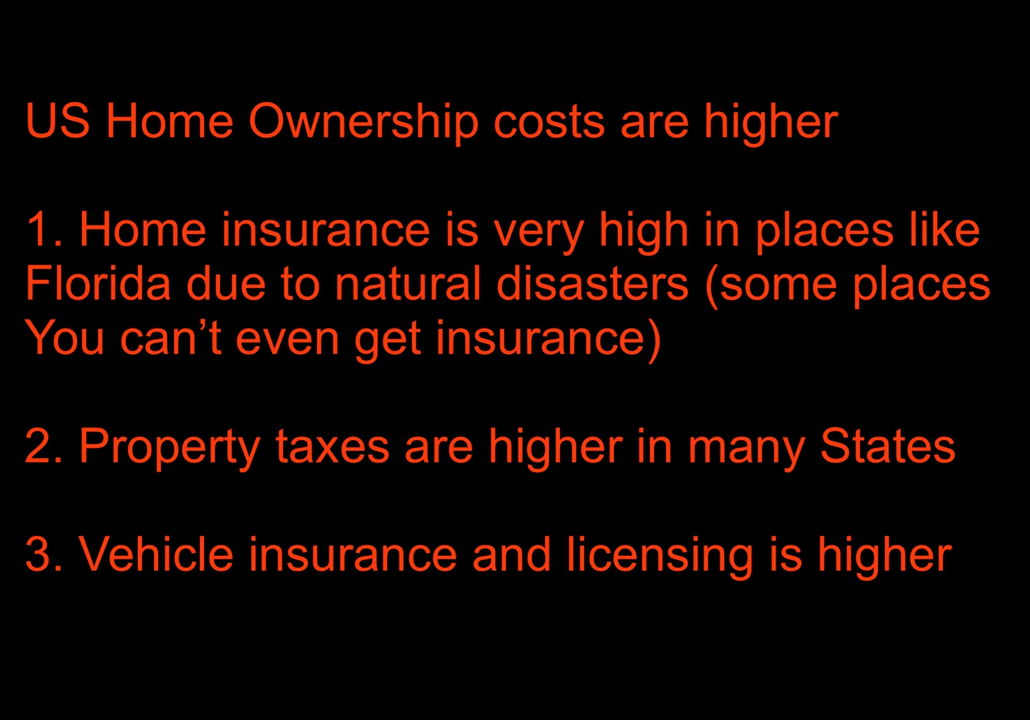 US Home Ownership costs are higher
1. Home insurance is very high in places like
Florida due to natural disasters (some places
You can’t even get insurance)
2. Property taxes are higher in many States
3. Vehicle insurance and licensing is higher